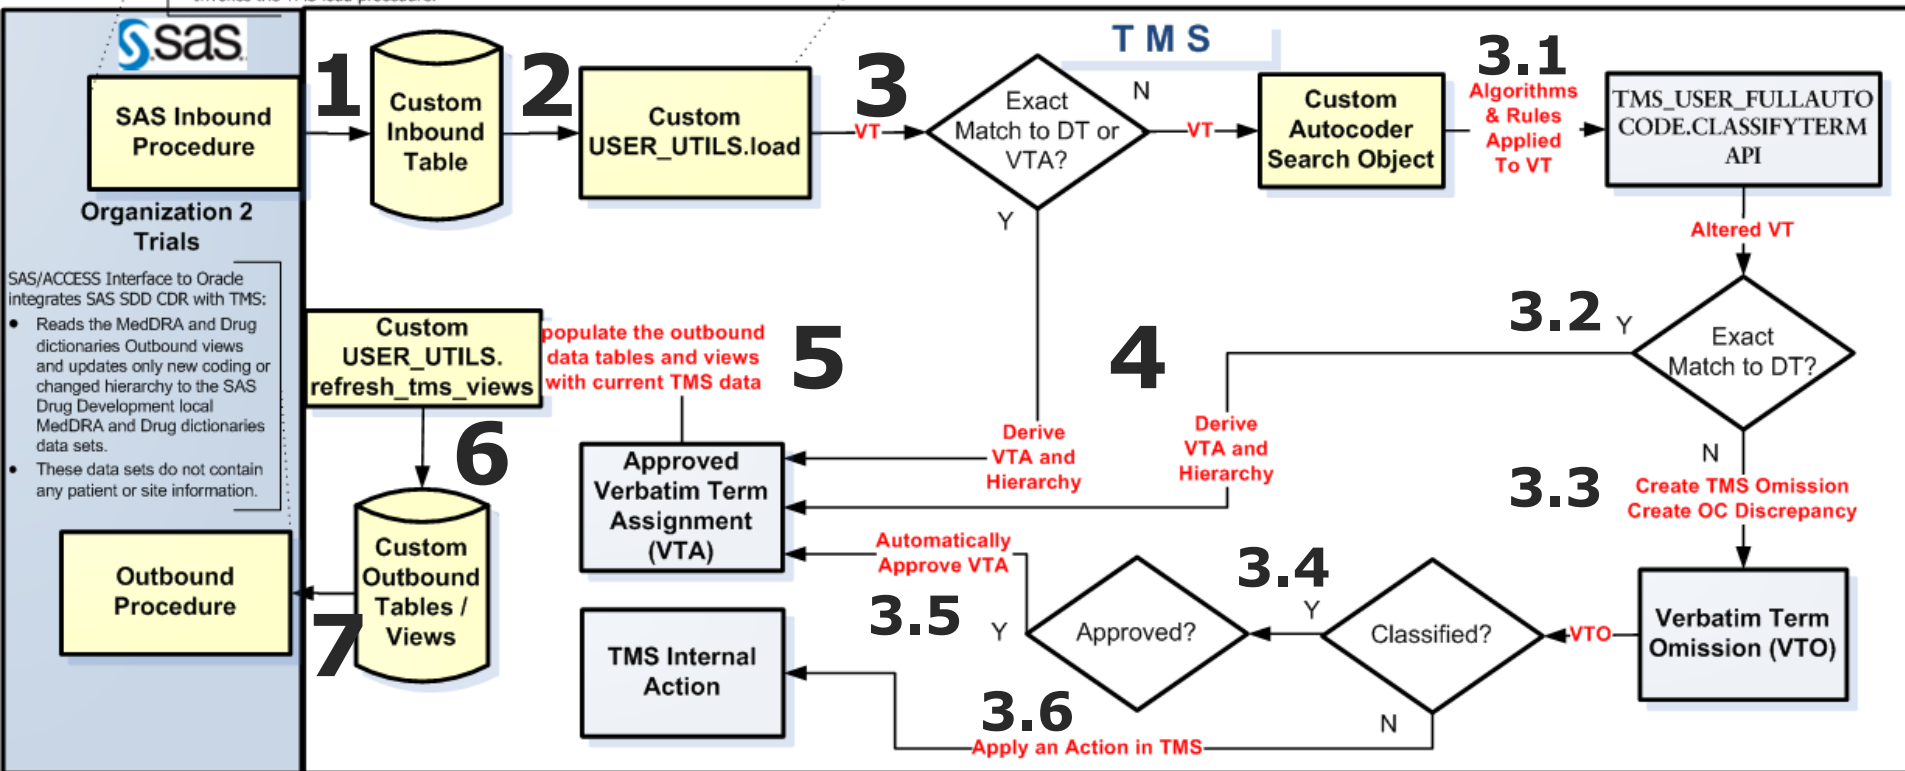 invokes the TMS load procedure.
sas
TMS
SAS Inbound
Procedure
1
Custom
Inbound
Table
2
Custom
USER_UTILS.load
3
VT
Exact
Match to DT or
VTA?
N
Y
VT
Custom
Autocoder
Search Object
3.1
Algorithms
& Rules
Applied
To VT
TMS_USER_FULLAUTO
CODE.CLASSIFYTERM
API
Altered VT
Organization 2
Trials
SAS/ACCESS Interface to Oracle
integrates SAS SDD CDR with TMS:
• Reads the MedDRA and Drug
dictionaries Outbound views
and updates only new coding or
changed hierarchy to the SAS
Drug Development local
MedDRA and Drug dictionaries
data sets.
• These data sets do not contain
any patient or site information.
Custom
USER_UTILS.
refresh_tms_views
populate the outbound
data tables and views
with current TMS data
5
4
3.2
Y
Exact
Match to DT?
N
Derive
VTA and
Hierarchy
Derive
VTA and
Hierarchy
6
Approved
Verbatim Term
Assignment
(VTA)
3.3
Create TMS Omission
Create OC Discrepancy
Custom
Outbound
Tables /
Views
Outbound
Procedure
7
Automatically
Approve VTA
3.5
Y
Approved?
3.4
Y
Classified?
N
VTO
Verbatim Term
Omission (VTO)
TMS Internal
Action
3.6
Apply an Action in TMS